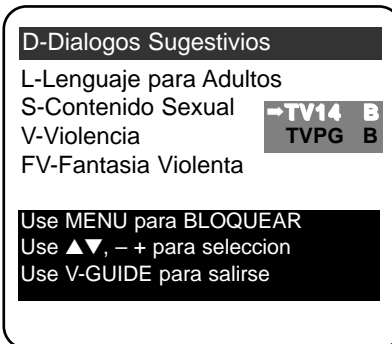 D-Dialogos Sugestivios
L-Lenguaje para Adultos
S-Contenido Sexual
➡TV14 B
V-Violencia
TVPG B
FV-Fantasia Violenta
Use MENU para BLOQUEAR
Use ▲▼, – + para seleccion
Use V-GUIDE para salirse